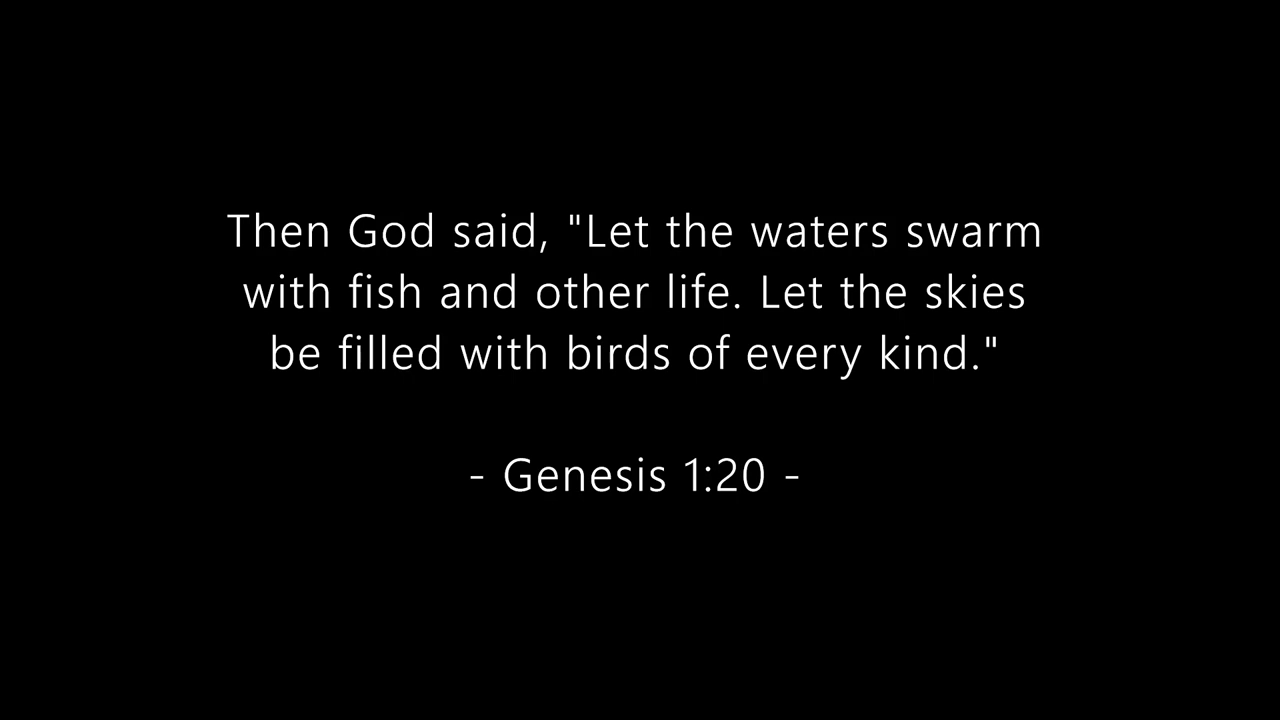 Then God said, "Let the waters swarm
with fish and other life. Let the skies
be filled with birds of every kind."
- Genesis 1:20 -